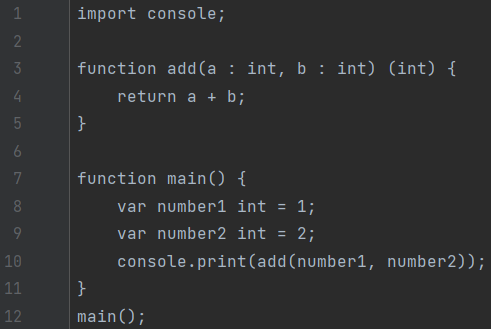 1 import console;
2
3 function add(a : int, b : int) (int) {
4     return a + b;
5 }
6
7 function main() {
8     var number1 int = 1;
9     var number2 int = 2;
10     console.print(add(number1, number2));
11 }
12 main();